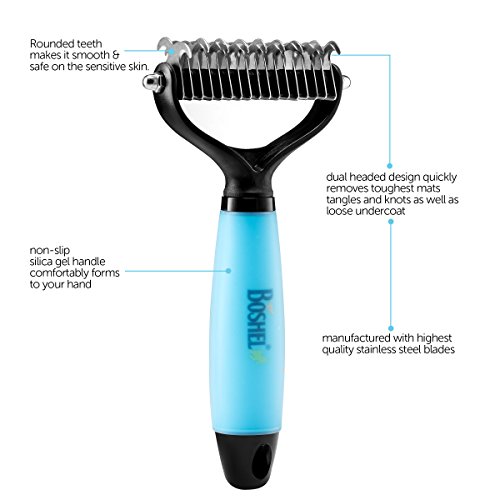 Rounded teeth
makes it smooth &
safe on the sensitive skin.
dual headed design quickly
removes toughest mats
tangles and knots as well as
loose undercoat
non-slip
silica gel handle
comfortably forms
to your hand
BOSHEL®
manufactured with highest
quality stainless steel blades